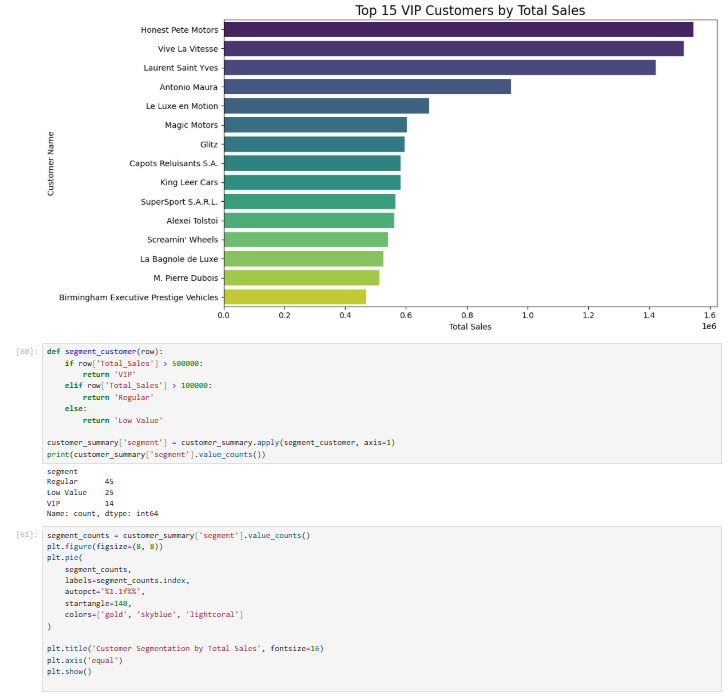 Top 15 VIP Customers by Total Sales
Customer Name
Honest Pete Motors
Vive La Vitesse
Laurent Saint Yves
Antonio Maura
Le Luxe en Motion
Magic Motors
Glitz
Capots Reluisants S.A.
King Leer Cars
SuperSport S.A.R.L.
Alexei Tolstoi
Screamin' Wheels
La Bagnole de Luxe
M. Pierre Dubois
Birmingham Executive Prestige Vehicles
0.0 0.2 0.4 0.6 0.8 1.0 1.2 1.4 1.6
Total Sales 1e6
[60]: def segment_customer(row):
    if row['Total_Sales'] > 500000:
        return 'VIP'
    elif row['Total_Sales'] > 100000:
        return 'Regular'
    else:
        return 'Low Value'
customer_summary['segment'] = customer_summary.apply(segment_customer, axis=1)
print(customer_summary['segment'].value_counts())
segment
Regular 45
Low Value 25
VIP 14
Name: count, dtype: int64
[61]: segment_counts = customer_summary['segment'].value_counts()
plt.figure(figsize=(8, 8))
plt.pie(
    segment_counts,
    labels=segment_counts.index,
    autopct='%1.1f%%',
    startangle=140,
    colors=['gold', 'skyblue', 'lightcoral']
)
plt.title('Customer Segmentation by Total Sales', fontsize=16)
plt.axis('equal')
plt.show()